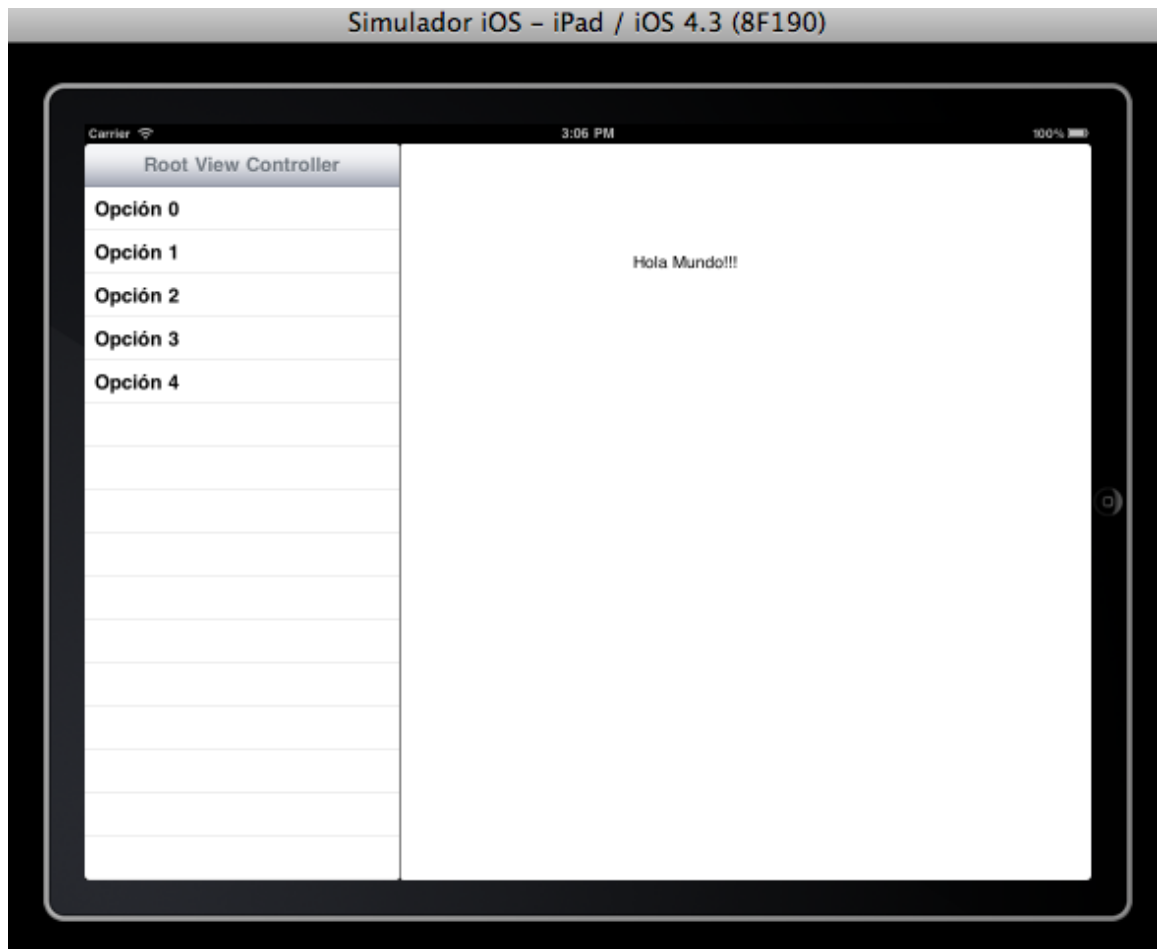 Simulador iOS – iPad / iOS 4.3 (8F190)
Carrier 3:06 PM 100%
Root View Controller
Opción 0
Opción 1
Hola Mundo!!!
Opción 2
Opción 3
Opción 4